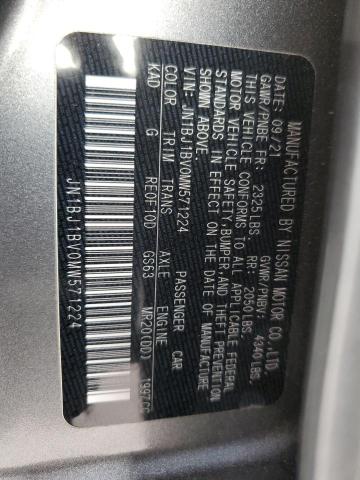 MANUFACTURED BY NISSAN MOTOR CO.,LTD.
DATE: 09/21 GVWR/PNBV: 4340LBS.
GAWR/PNBE FR: 2325LBS. RR: 2050LBS.
THIS VEHICLE CONFORMS TO ALL APPLICABLE FEDERAL
MOTOR VEHICLE SAFETY,BUMPER,AND THEFT PREVENTION
STANDARDS IN EFFECT ON THE DATE OF MANUFACTURE
SHOWN ABOVE.
VIN: JN1BJ1BV0MW571224 PASSENGER CAR
COLOR TRIM TRANS AXLE ENGINE
KAD G RE0F10D GS63 MR20(DD) 1997CC
JN1BJ1BV0MW571224